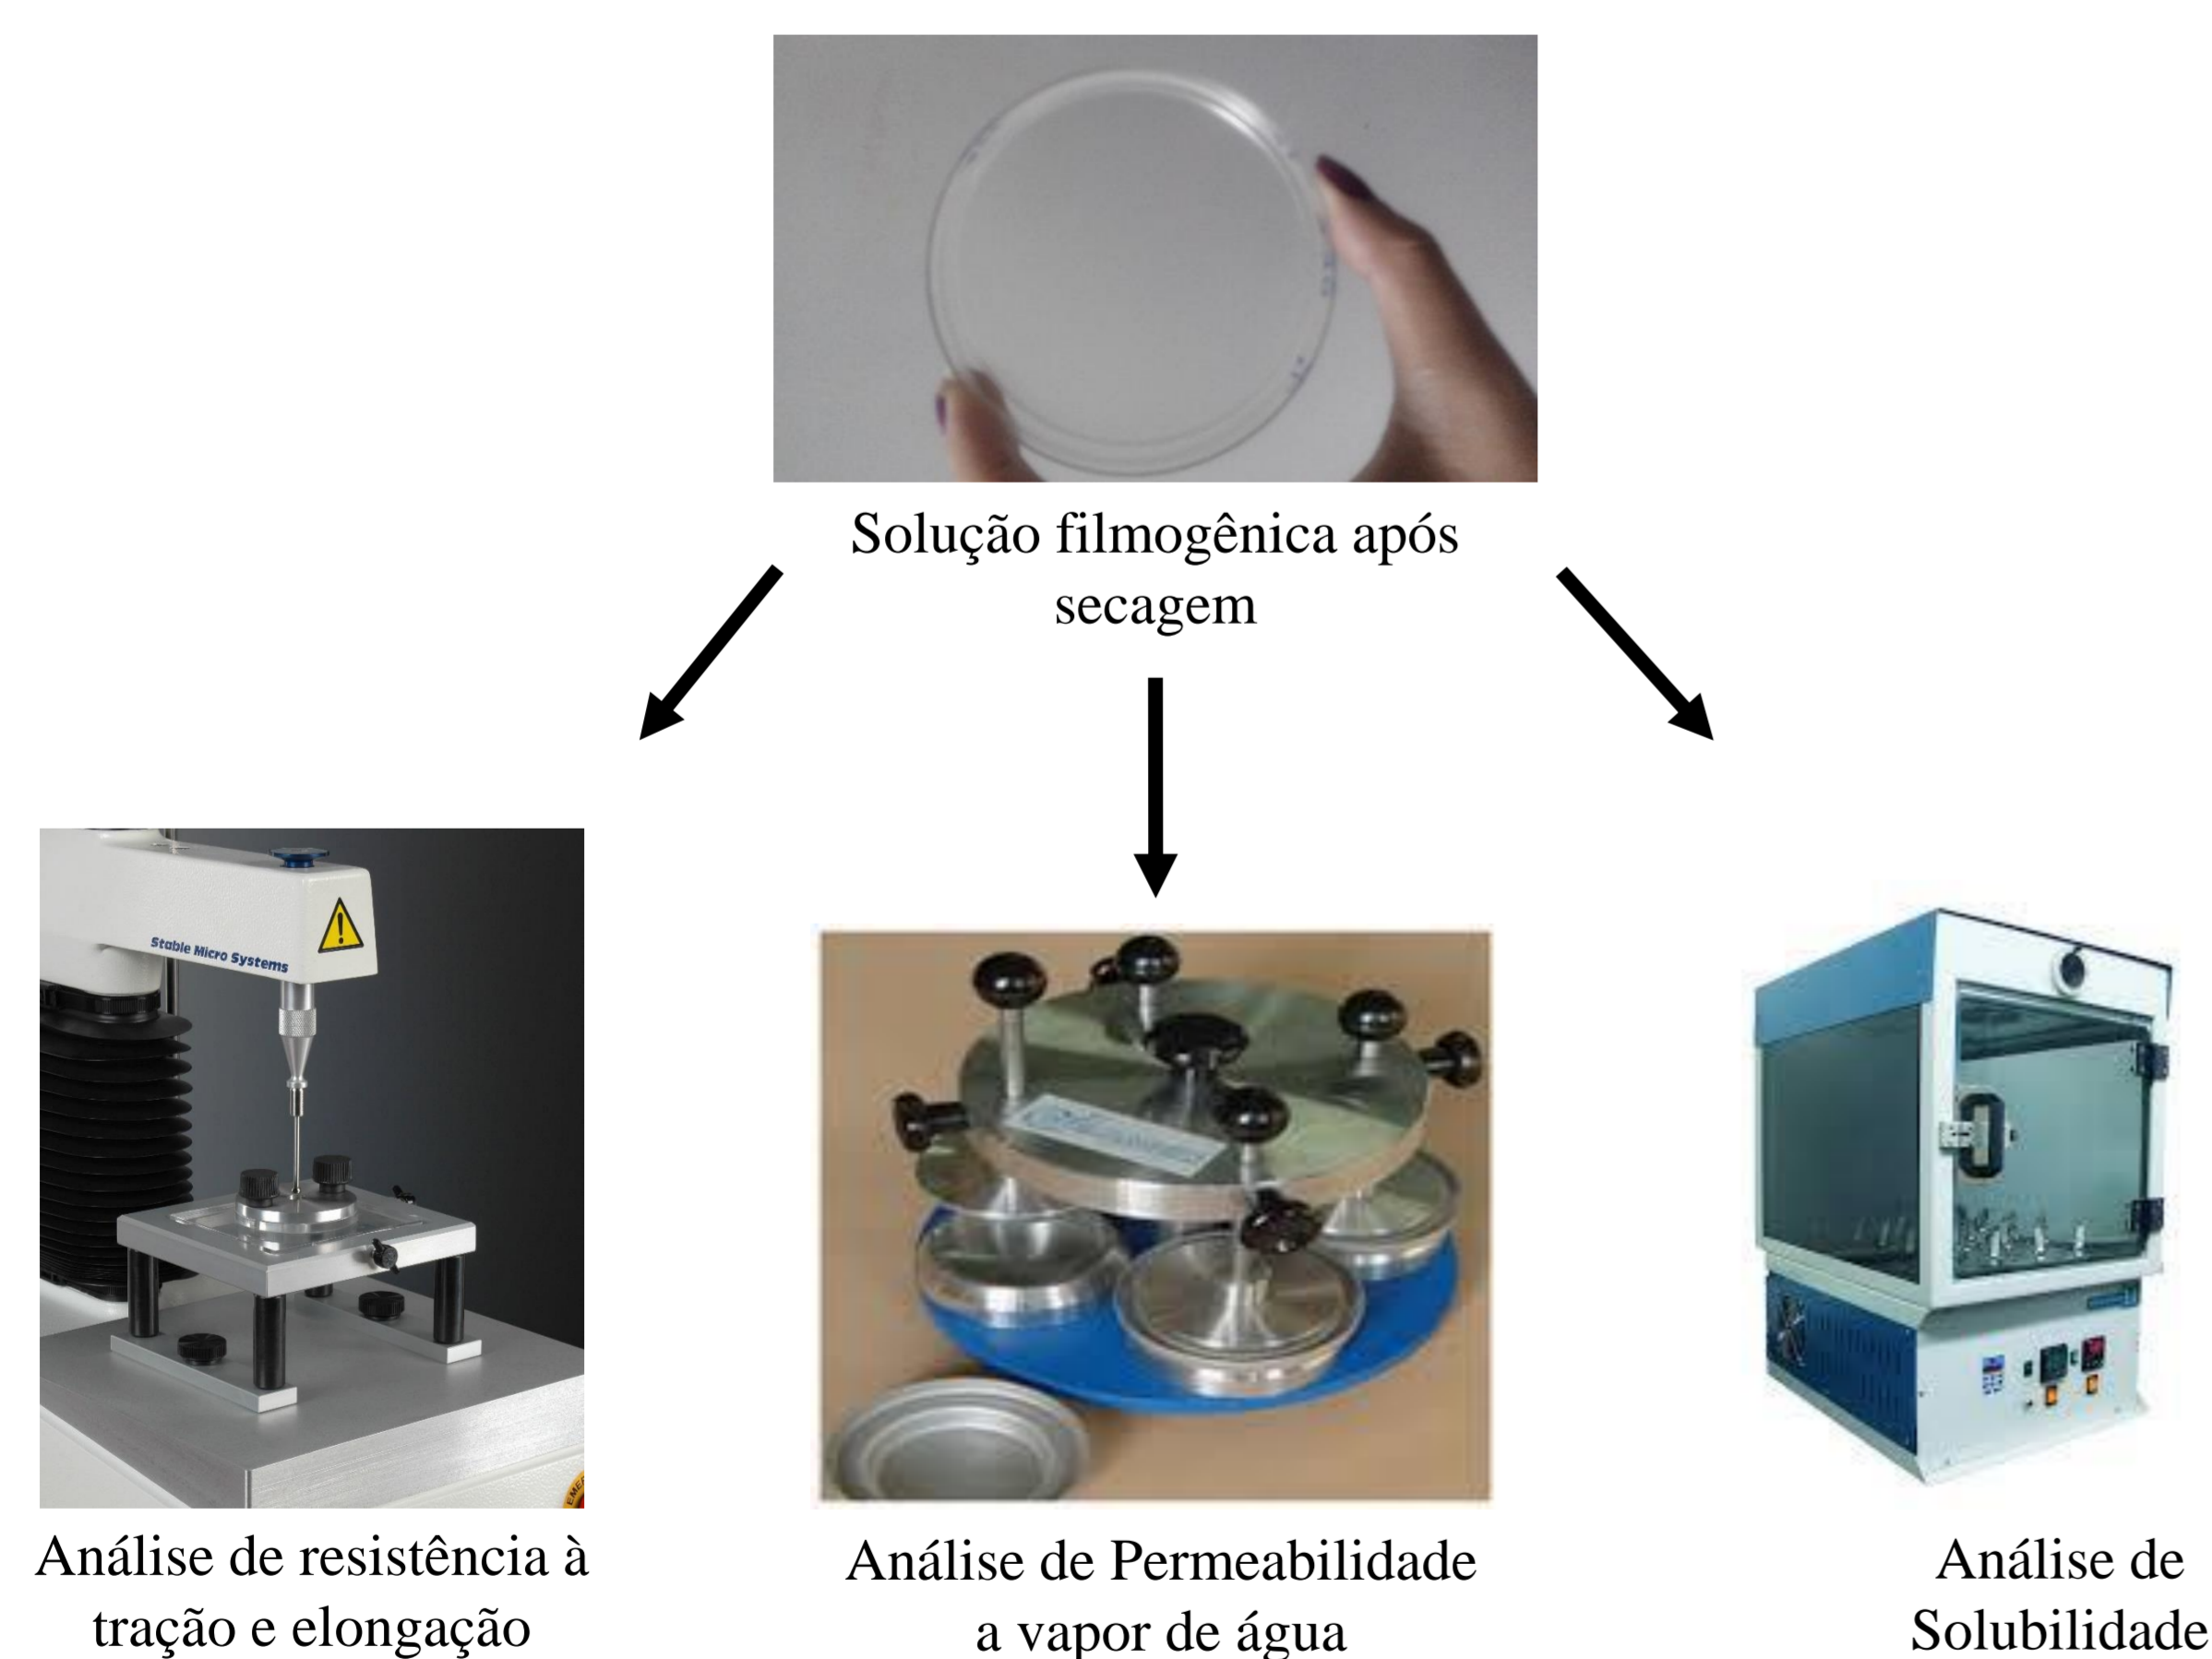 Solução filmogênica após
secagem
Stable Micro Systems
EME
Análise de resistência à
tração e elongação
Análise de Permeabilidade
a vapor de água
Análise de
Solubilidade